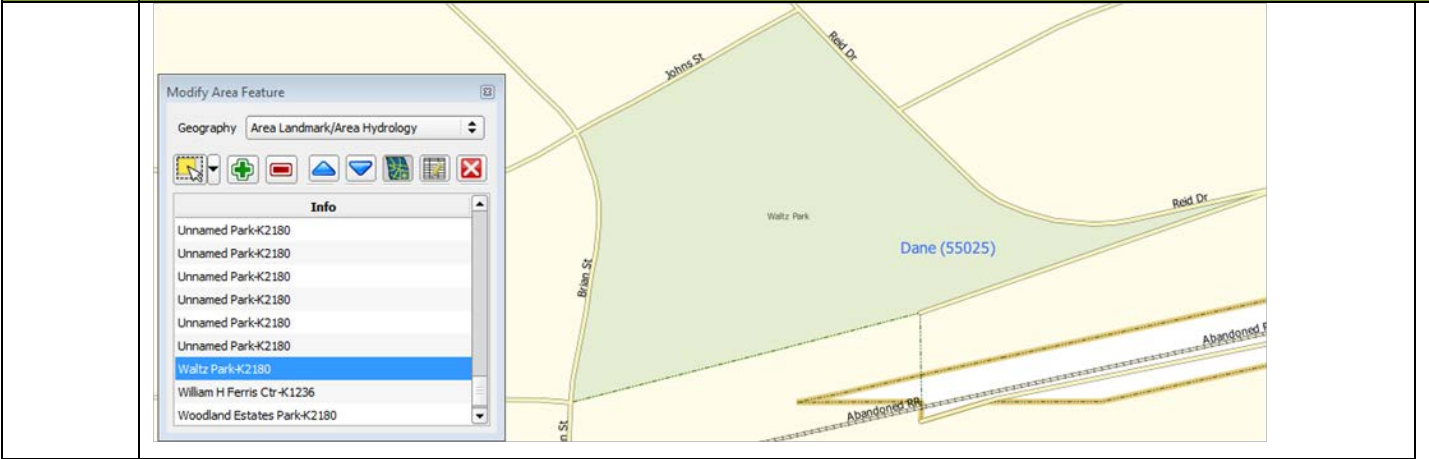 Modify Area Feature
Geography Area Landmark/Area Hydrology
Info
Unnamed Park-K2180
Unnamed Park-K2180
Unnamed Park-K2180
Unnamed Park-K2180
Unnamed Park-K2180
Unnamed Park-K2180
Waltz Park-K2180
William H Ferris Ctr-K1236
Woodland Estates Park-K2180
Johns St
Reid Dr
Reid Dr
Waltz Park
Dane (55025)
Brian St
Abandoned
Abandoned RR
St